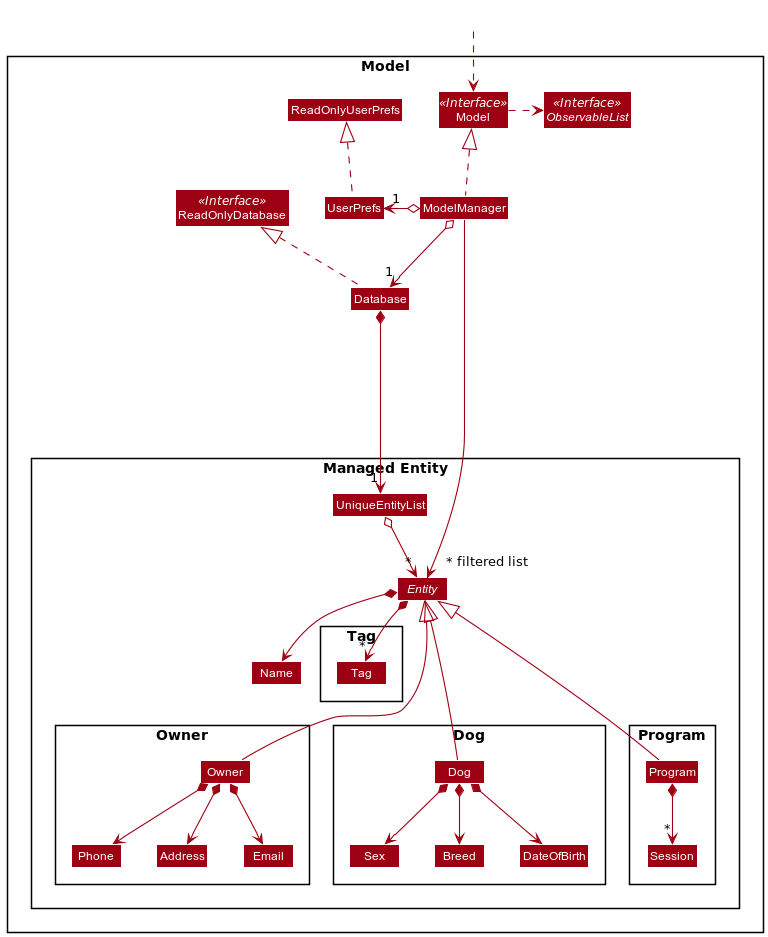 Model
ReadOnlyUserPrefs
«Interface»
Model
«Interface»
ObservableList
«Interface»
ReadOnlyDatabase
UserPrefs
1
ModelManager
1
Database
Managed Entity
1
UniqueEntityList
*
* filtered list
Entity
Tag
*
Name
Tag
Owner
Dog
Program
Owner
Dog
Program
*
Phone
Address
Email
Sex
Breed
DateOfBirth
Session